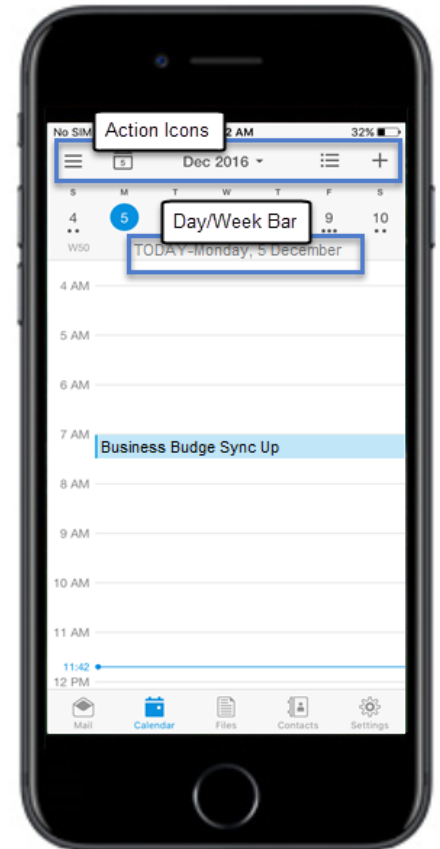 No SIM Action Icons 2 AM 32%
5 Dec 2016
S M T W T F S
4 5 Day/Week Bar 9 10
W50 TODAY-Monday, 5 December
4 AM
5 AM
6 AM
7 AM
Business Budge Sync Up
8 AM
9 AM
10 AM
11 AM
11:42
12 PM
Mail Calendar Files Contacts Settings